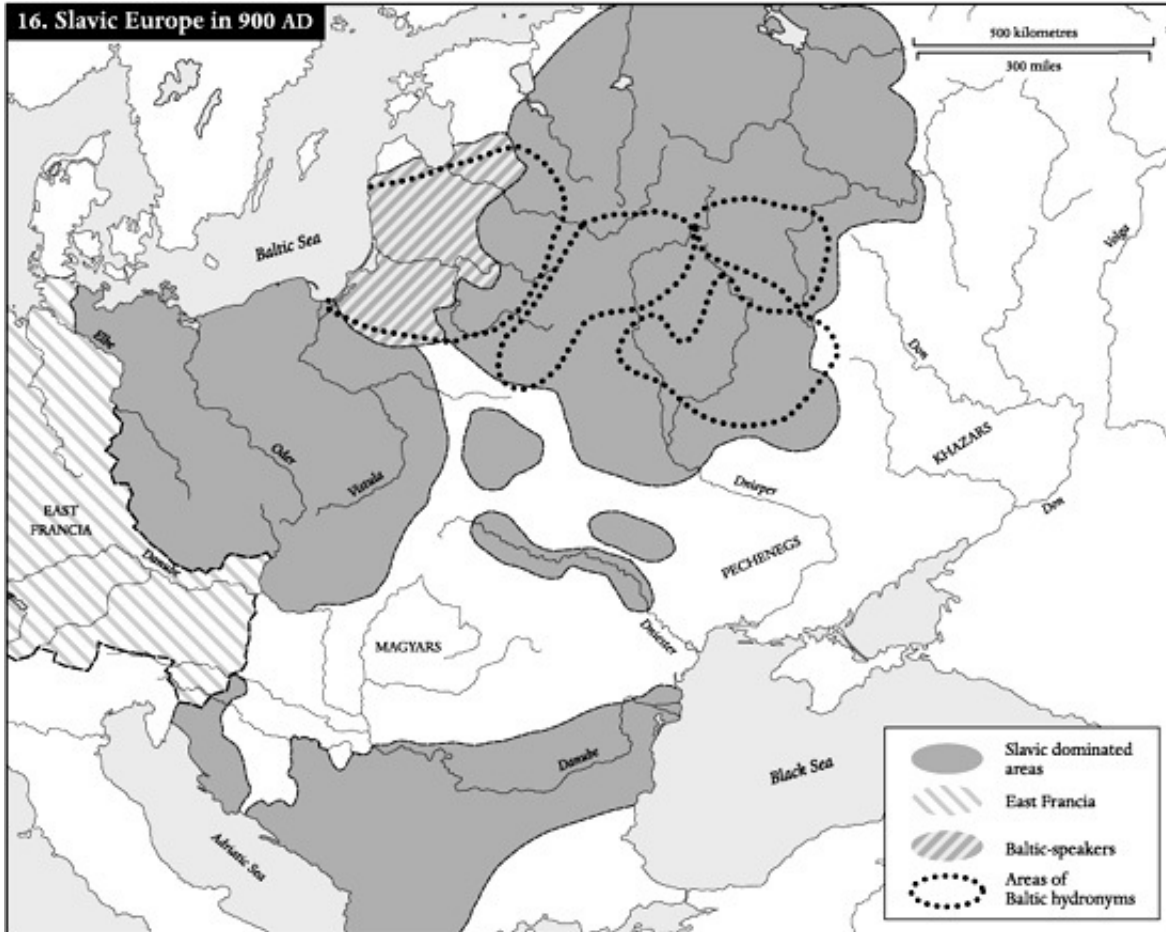 16. Slavic Europe in 900 AD
500 kilometres
300 miles
Baltic Sea
Volga
Elbe
Don
Oder
KHAZARS
Vistula
Dnieper
Don
EAST
FRANCIA
Danube
PECHENEGS
Dniester
MAGYARS
Danube
Black Sea
Adriatic Sea
Slavic dominated
areas
East Francia
Baltic-speakers
Areas of
Baltic hydronyms